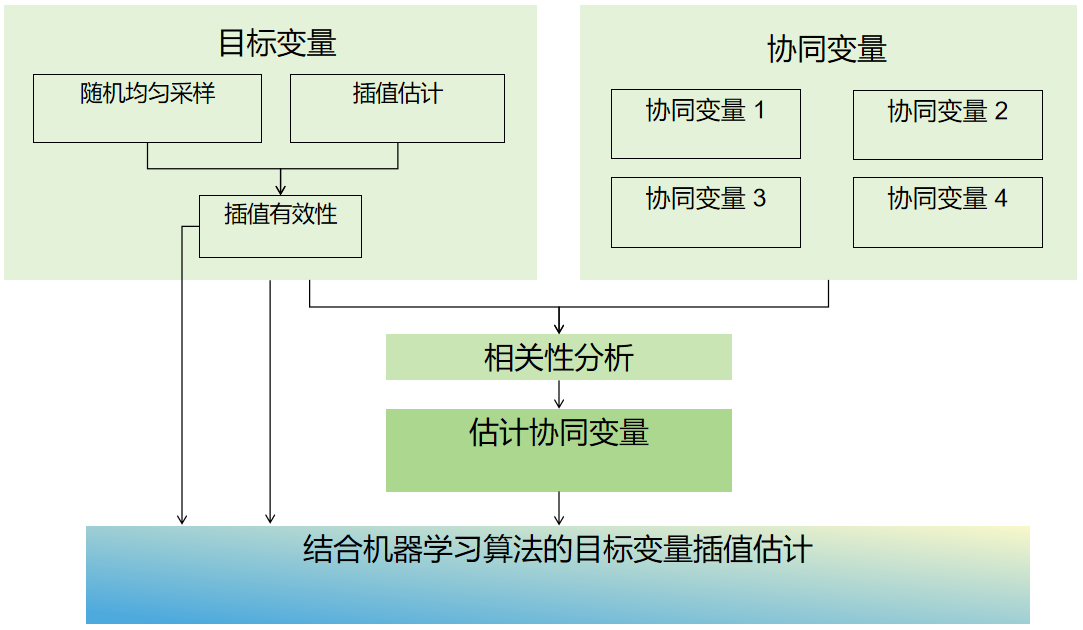 目标变量
随机均匀采样
插值估计
插值有效性
协同变量
协同变量 1
协同变量 2
协同变量 3
协同变量 4
相关性分析
估计协同变量
结合机器学习算法的目标变量插值估计